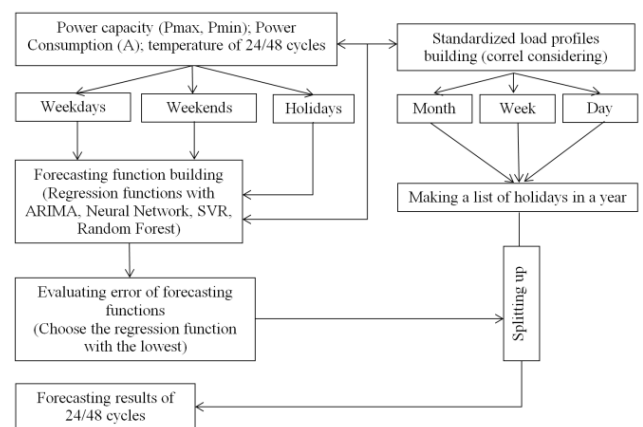 Power capacity (Pmax, Pmin); Power
Consumption (A); temperature of 24/48 cycles
Standardized load profiles
building (correl considering)
Weekdays
Weekends
Holidays
Month
Week
Day
Forecasting function building
(Regression functions with
ARIMA, Neural Network, SVR,
Random Forest)
Making a list of holidays in a year
Evaluating error of forecasting
functions
(Choose the regression function
with the lowest)
Splitting up
Forecasting results of
24/48 cycles